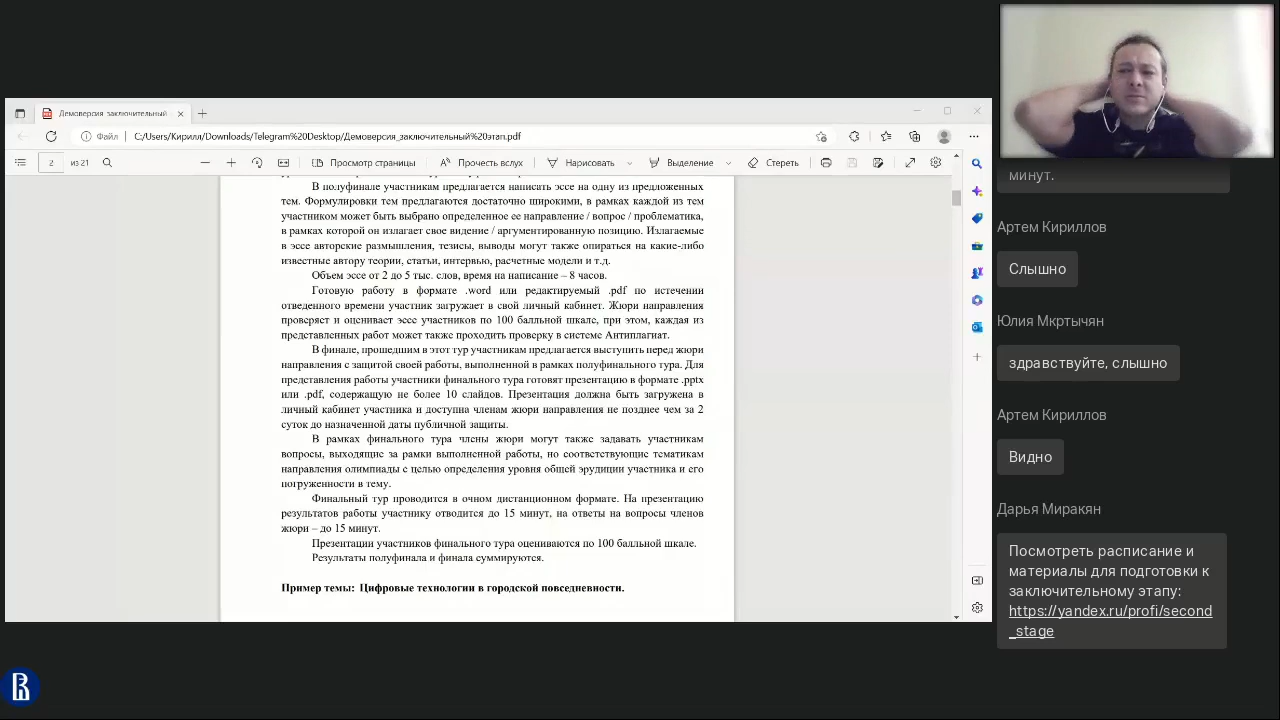 Демоверсия заключительный
Файл
C:/Users/Кирилл/Downloads/Telegram%20Desktop/Демоверсия_заключительный%20этап.pdf
2
из 21
Просмотр страницы
Прочесть вслух
Нарисовать
Выделение
Стереть
В полуфинале участникам предлагается написать эссе на одну из предложенных
тем. Формулировки тем предлагаются достаточно широкими, в рамках каждой из тем
участником может быть выбрано определенное ее направление / вопрос / проблематика,
в рамках которой он излагает свое видение / аргументированную позицию. Излагаемые
в эссе авторские размышления, тезисы, выводы могут также опираться на какие-либо
известные автору теории, статьи, интервью, расчетные модели и т.д.
Объем эссе от 2 до 5 тыс. слов, время на написание – 8 часов.
Готовую работу в формате .word или редактируемый .pdf по истечении
отведенного времени участник загружает в свой личный кабинет. Жюри направления
проверяет и оценивает эссе участников по 100 балльной шкале, при этом, каждая из
представленных работ может также проходить проверку в системе Антиплагиат.
В финале, прошедшим в этот тур участникам предлагается выступить перед жюри
направления с защитой своей работы, выполненной в рамках полуфинального тура. Для
представления работы участники финального тура готовят презентацию в формате .pptx
или .pdf, содержащую не более 10 слайдов. Презентация должна быть загружена в
личный кабинет участника и доступна членам жюри направления не позднее чем за 2
суток до назначенной даты публичной защиты.
В рамках финального тура члены жюри могут также задавать участникам
вопросы, выходящие за рамки выполненной работы, но соответствующие тематикам
направления олимпиады с целью определения уровня общей эрудиции участника и его
погруженности в тему.
Финальный тур проводится в очном дистанционном формате. На презентацию
результатов работы участнику отводится до 15 минут, на ответы на вопросы членов
жюри – до 15 минут.
Презентации участников финального тура оцениваются по 100 балльной шкале.
Результаты полуфинала и финала суммируются.
Пример темы: Цифровые технологии в городской повседневности.
минут.
Артем Кириллов
Слышно
Юлия Мкртычян
здравствуйте, слышно
Артем Кириллов
Видно
Дарья Миракян
Посмотреть расписание и
материалы для подготовки к
заключительному этапу:
https://yandex.ru/profi/second
_stage